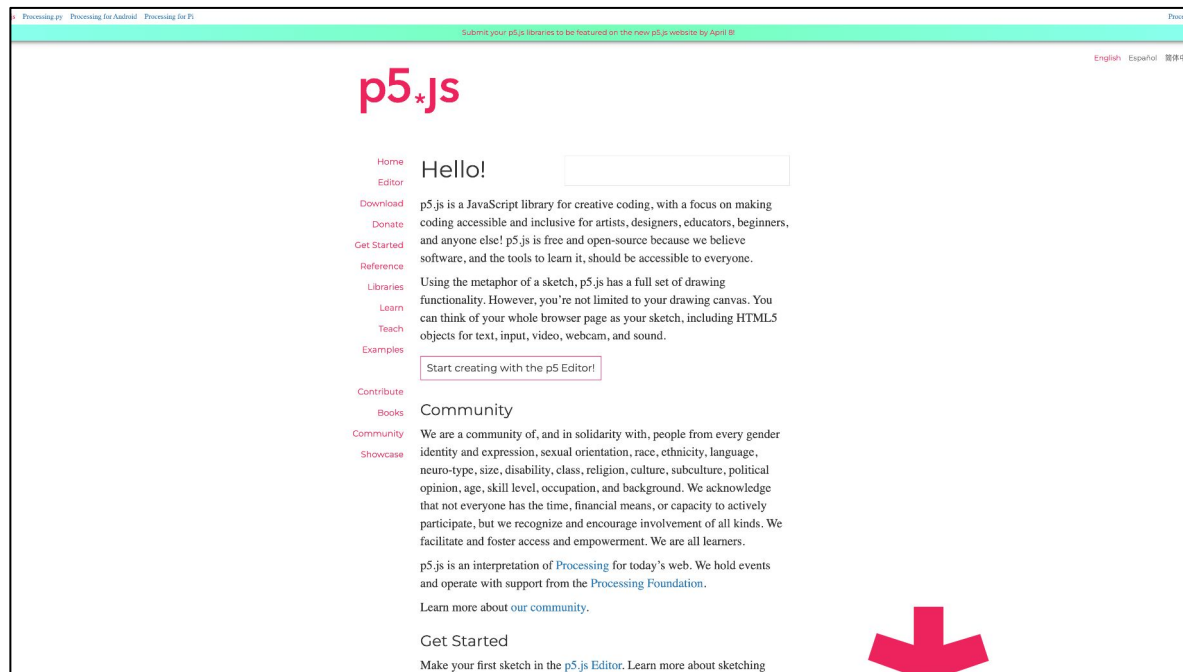 Processing.py Processing for Android Processing for Pi
Submit your p5.js libraries to be featured on the new p5.js website by April 8!
English Español
p5*js
Home
Editor
Download
Donate
Get Started
Reference
Libraries
Learn
Teach
Examples
Contribute
Books
Community
Showcase
Hello!
p5.js is a JavaScript library for creative coding, with a focus on making
coding accessible and inclusive for artists, designers, educators, beginners,
and anyone else! p5.js is free and open-source because we believe
software, and the tools to learn it, should be accessible to everyone.
Using the metaphor of a sketch, p5.js has a full set of drawing
functionality. However, you’re not limited to your drawing canvas. You
can think of your whole browser page as your sketch, including HTML5
objects for text, input, video, webcam, and sound.
Start creating with the p5 Editor!
Community
We are a community of, and in solidarity with, people from every gender
identity and expression, sexual orientation, race, ethnicity, language,
neuro-type, size, disability, class, religion, culture, subculture, political
opinion, age, skill level, occupation, and background. We acknowledge
that not everyone has the time, financial means, or capacity to actively
participate, but we recognize and encourage involvement of all kinds. We
facilitate and foster access and empowerment. We are all learners.
p5.js is an interpretation of Processing for today’s web. We hold events
and operate with support from the Processing Foundation.
Learn more about our community.
Get Started
Make your first sketch in the p5.js Editor. Learn more about sketching